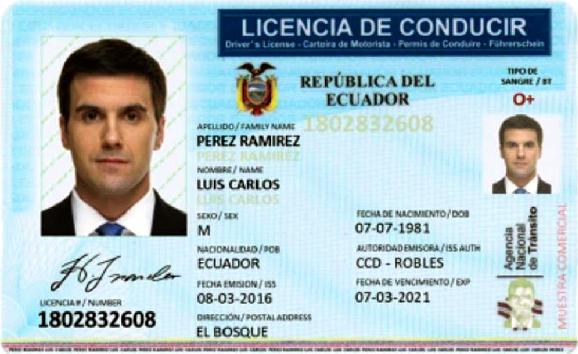 LICENCIA DE CONDUCIR
Driver's License - Carteira de Motorista - Permis de Conduire - Führerschein
REPÚBLICA DEL
ECUADOR
TIPO DE
SANGRE / BT
O+
APELLIDO / FAMILY NAME
1802832608
PEREZ RAMIREZ
PEREZ RAMIREZ
NOMBRE / NAME
LUIS CARLOS
LUIS CARLOS
SEXO / SEX
M
FECHA DE NACIMIENTO / DOB
07-07-1981
NACIONALIDAD / POB
ECUADOR
AUTORIDAD EMISORA / ISS AUTH
CCD - ROBLES
FECHA EMISION / ISS
08-03-2016
FECHA DE VENCIMIENTO / EXP
07-03-2021
LICENCIA # / NUMBER
1802832608
DIRECCIÓN / POSTAL ADDRESS
EL BOSQUE
Agencia
Nacional
de Tránsito
MUESTRA COMERCIAL